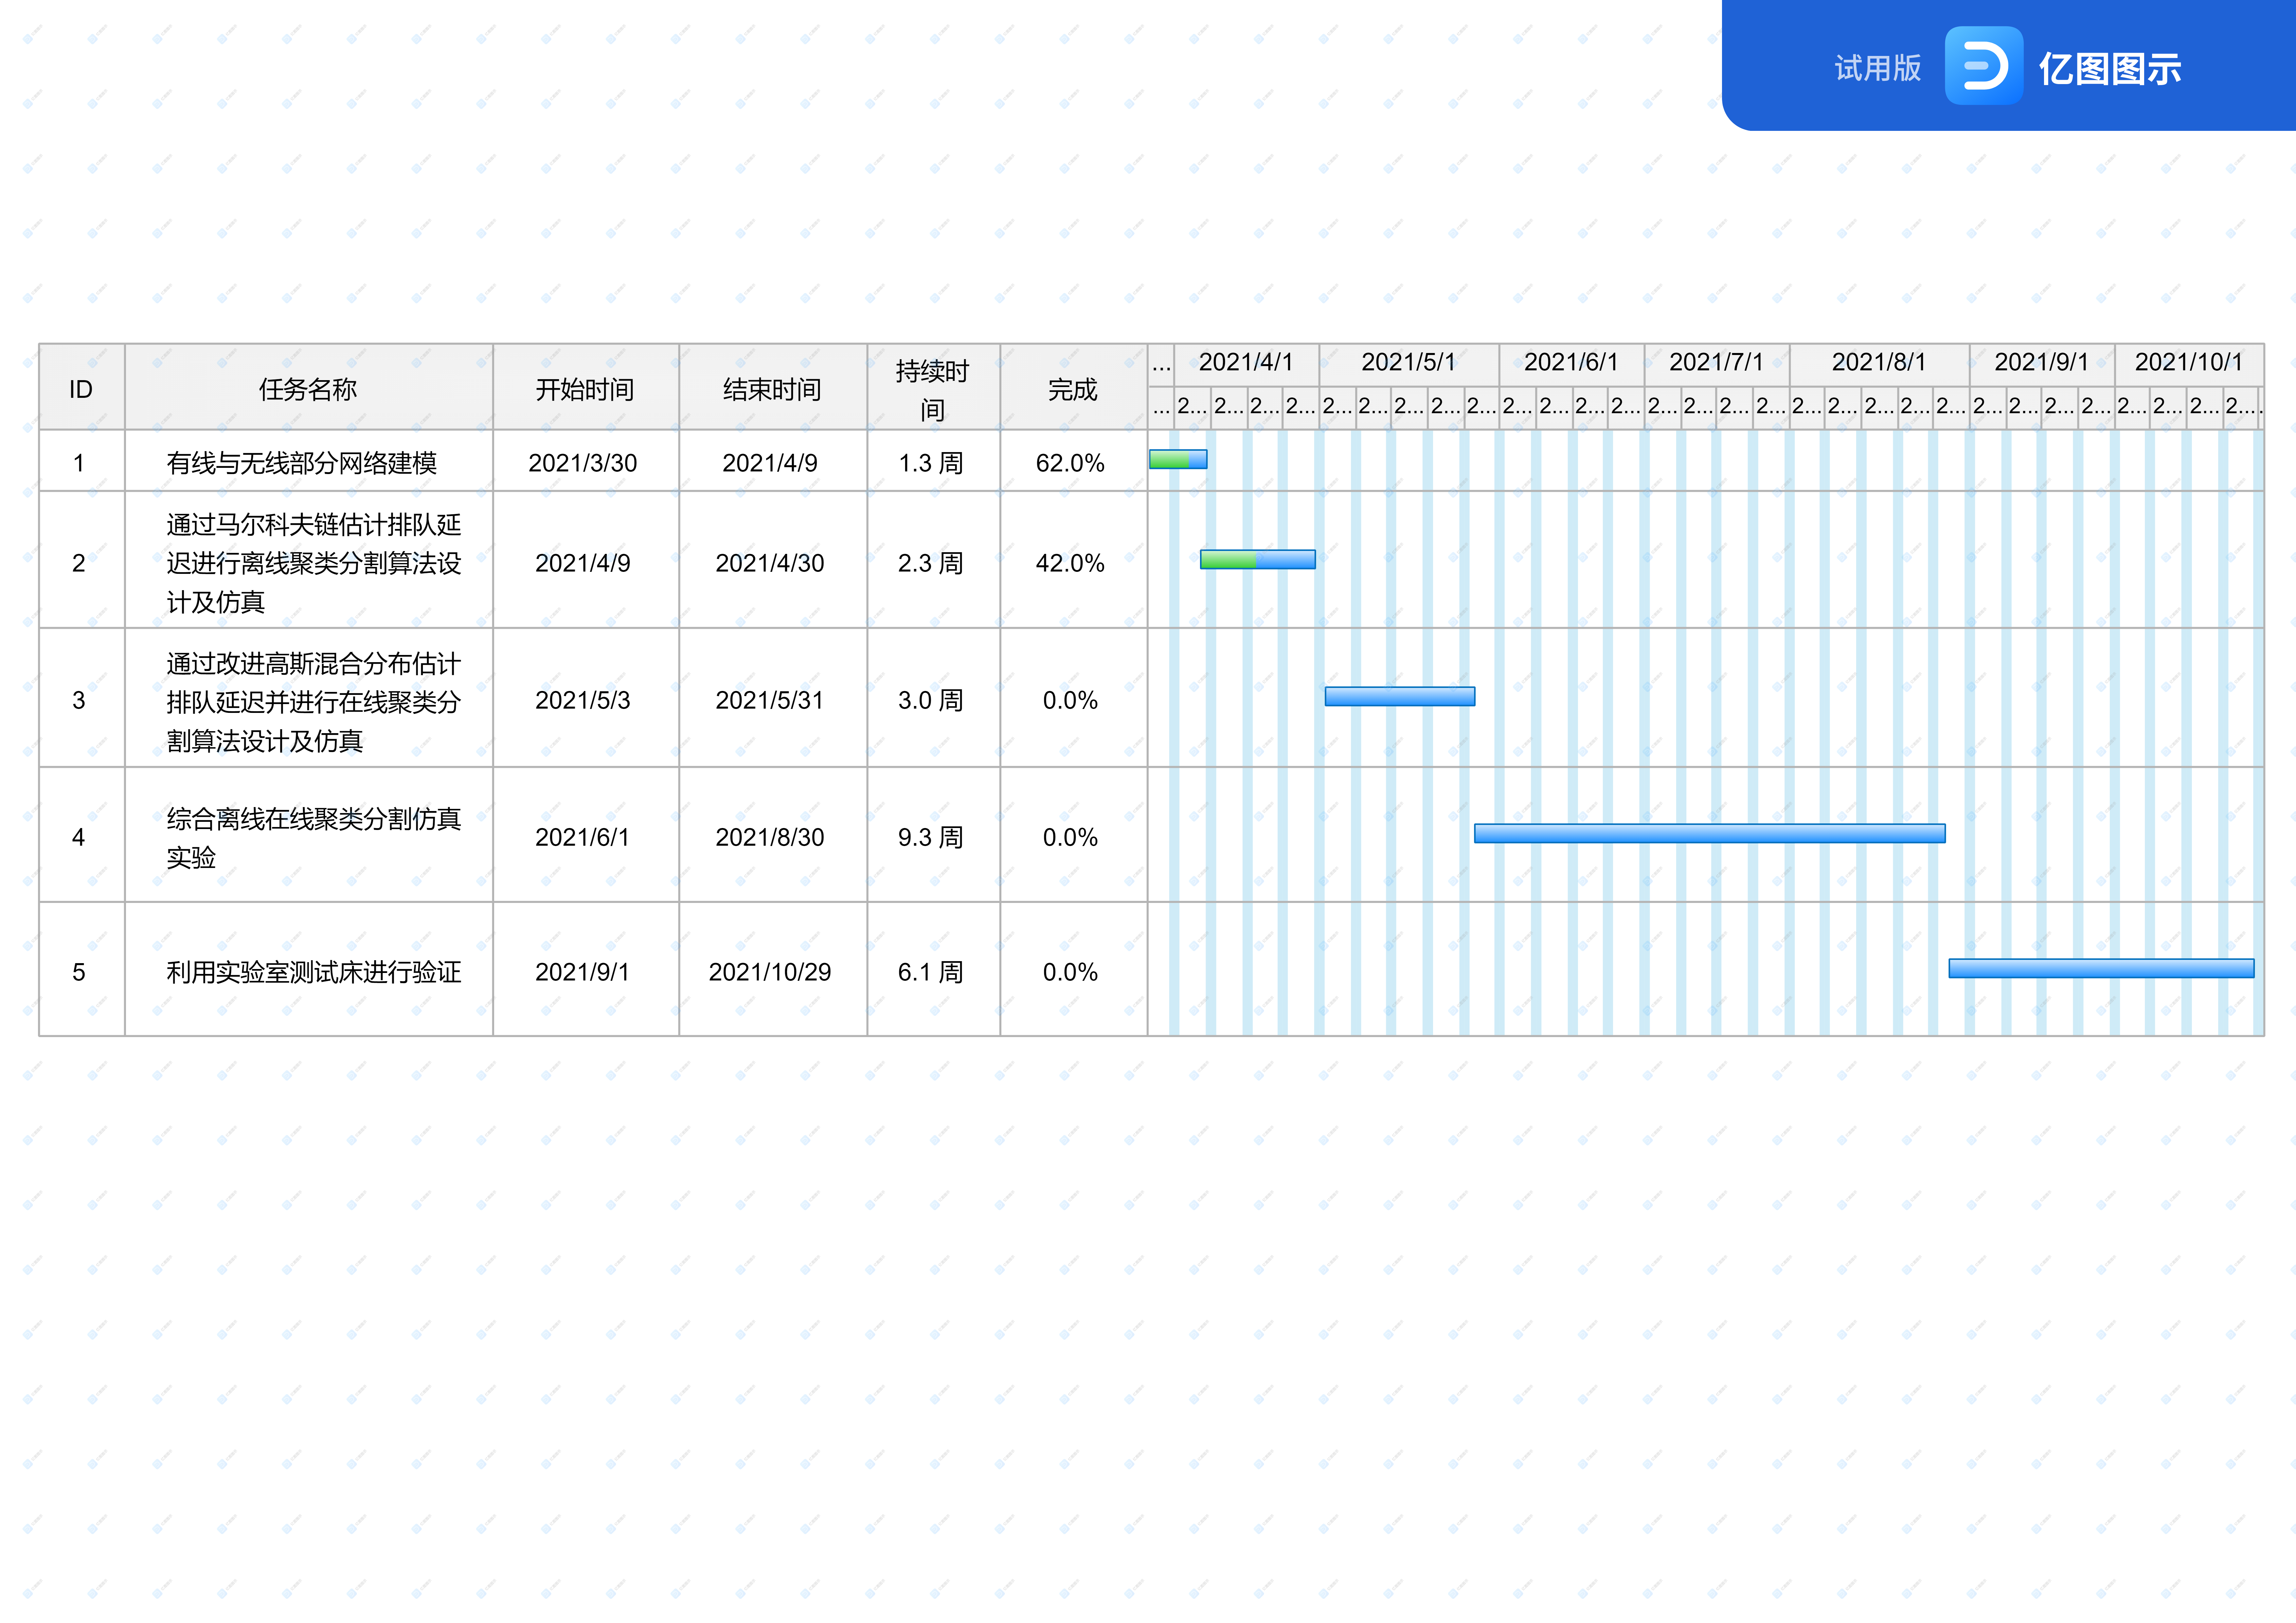 试用版 亿图图示
ID 任务名称 开始时间 结束时间 持续时间 完成 ... 2021/4/1 2021/5/1 2021/6/1 2021/7/1 2021/8/1 2021/9/1 2021/10/1
... 2... 2... 2... 2... 2... 2... 2... 2... 2... 2... 2... 2... 2... 2... 2... 2... 2... 2... 2... 2... 2... 2... 2... 2... 2... 2... 2... 2... 2... 2...
1 有线与无线部分网络建模 2021/3/30 2021/4/9 1.3 周 62.0%
2 通过马尔科夫链估计排队延
迟进行离线聚类分割算法设
计及仿真 2021/4/9 2021/4/30 2.3 周 42.0%
3 通过改进高斯混合分布估计
排队延迟并进行在线聚类分
割算法设计及仿真 2021/5/3 2021/5/31 3.0 周 0.0%
4 综合离线在线聚类分割仿真
实验 2021/6/1 2021/8/30 9.3 周 0.0%
5 利用实验室测试床进行验证 2021/9/1 2021/10/29 6.1 周 0.0%